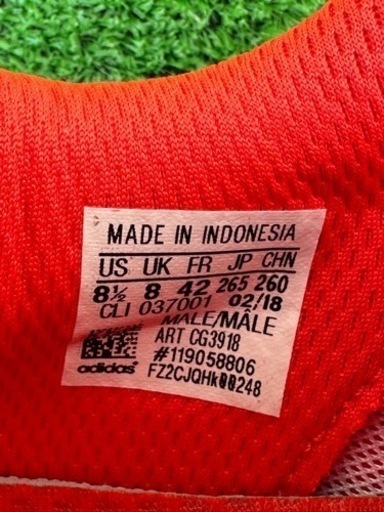 MADE IN INDONESIA
US UK FR JP CHN
8½ 8 42 265 260
CLI 037001 02/18
MALE/MÂLE
ART CG3918
#119058806
adidas